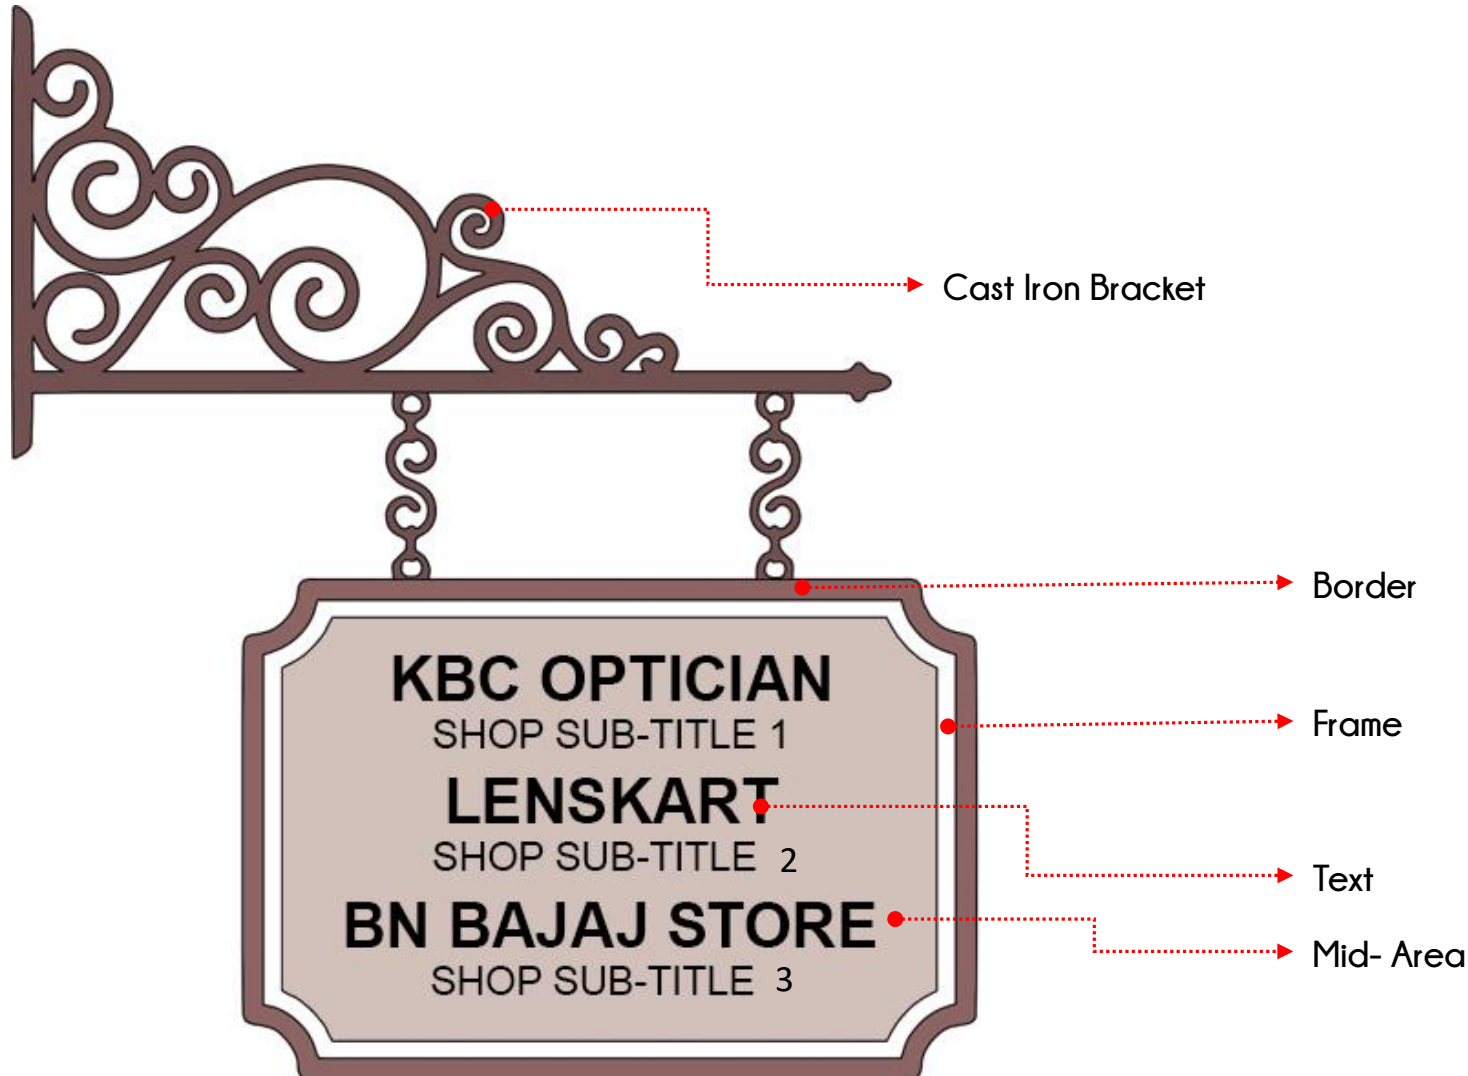 Cast Iron Bracket
Border
KBC OPTICIAN
SHOP SUB-TITLE 1
Frame
LENSKART
SHOP SUB-TITLE 2
Text
BN BAJAJ STORE
Mid- Area
SHOP SUB-TITLE 3